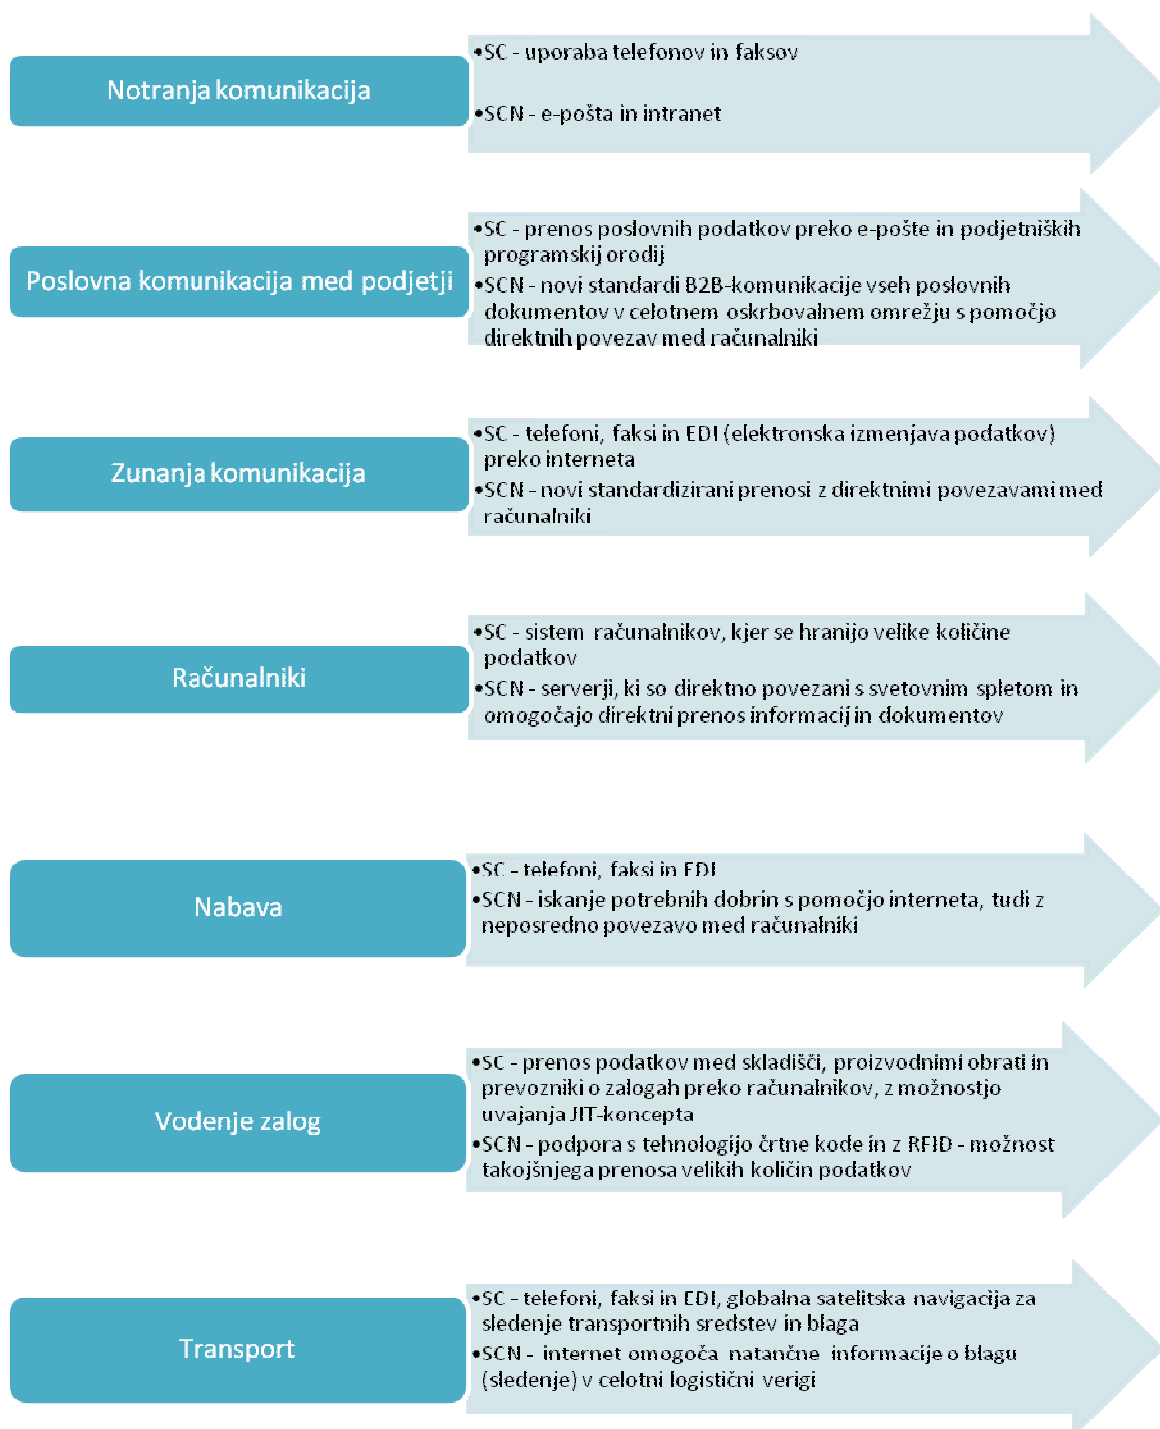 Notranja komunikacija
•SC - uporaba telefonov in faksov
•SCN - e-pošta in intranet
Poslovna komunikacija med podjetji
•SC - prenos poslovnih podatkov preko e-pošte in podjetniških
programskij orodij
•SCN - novi standardi B2B-komunikacije vseh poslovnih
dokumentov v celotnem oskrbovalnem omrežju s pomočjo
direktnih povezav med računalniki
Zunanja komunikacija
•SC - telefoni, faksi in EDI (elektronska izmenjava podatkov)
preko interneta
•SCN - novi standardizirani prenosi z direktnimi povezavami med
računalniki
Računalniki
•SC - sistem računalnikov, kjer se hranijo velike količine
podatkov
•SCN - serverji, ki so direktno povezani s svetovnim spletom in
omogočajo direktni prenos informacij in dokumentov
Nabava
•SC - telefoni, faksi in EDI
•SCN - iskanje potrebnih dobrin s pomočjo interneta, tudi z
neposredno povezavo med računalniki
Vodenje zalog
•SC - prenos podatkov med skladišči, proizvodnimi obrati in
prevozniki o zalogah preko računalnikov, z možnostjo
uvajanja JIT-koncepta
•SCN - podpora s tehnologijo črtne kode in z RFID - možnost
takojšnjega prenosa velikih količin podatkov
Transport
•SC - telefoni, faksi in EDI, globalna satelitska navigacija za
sledenje transportnih sredstev in blaga
•SCN - internet omogoča natančne informacije o blagu
(sledenje) v celotni logistični verigi